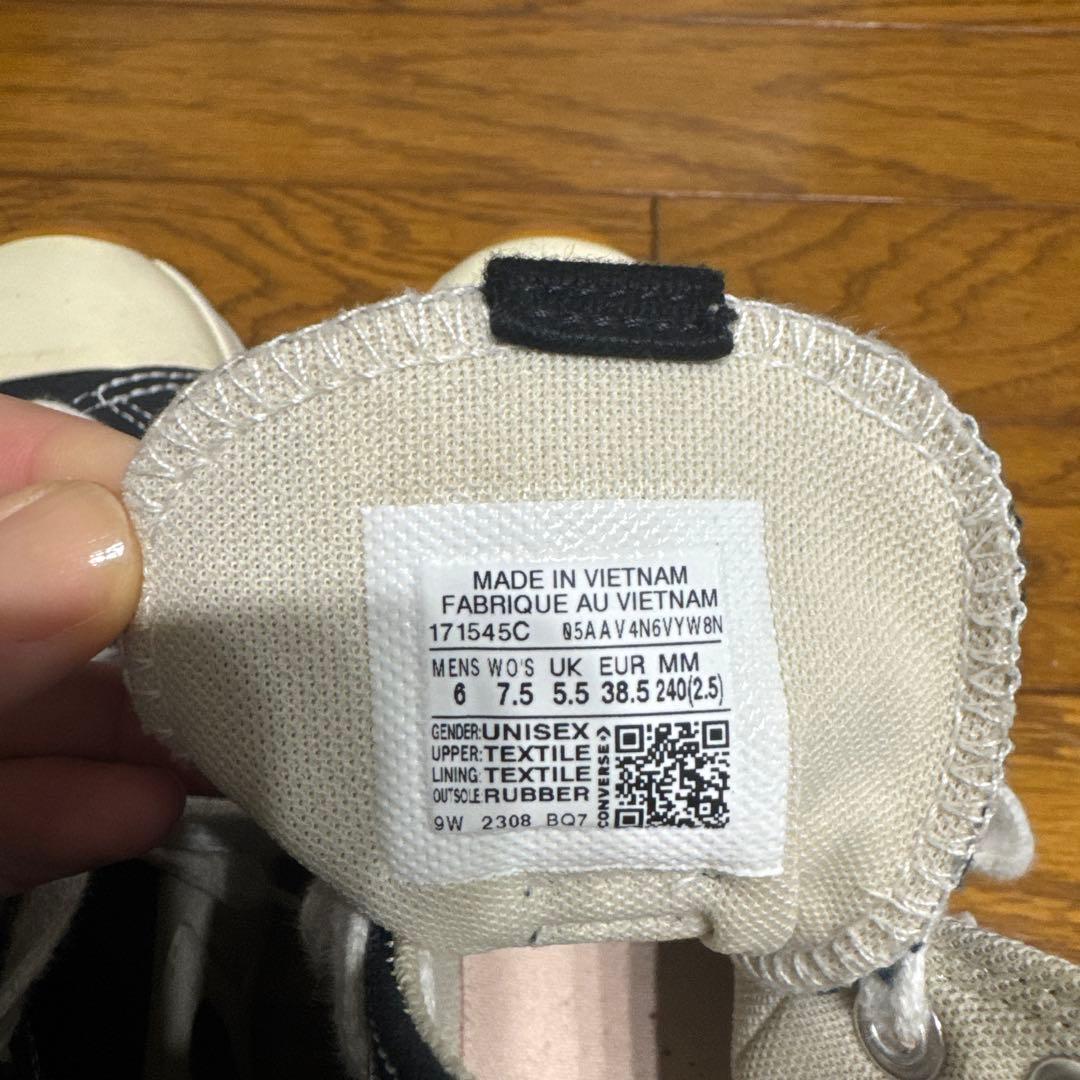 MADE IN VIETNAM
FABRIQUE AU VIETNAM
171545C 05AAV4N6VYW8N
MENS WO'S UK EUR MM
6 7.5 5.5 38.5 240(2.5)
GENDER: UNISEX
UPPER: TEXTILE
LINING: TEXTILE
OUTSOLE RUBBER
9W 2308 BQ7
CONVERSE >